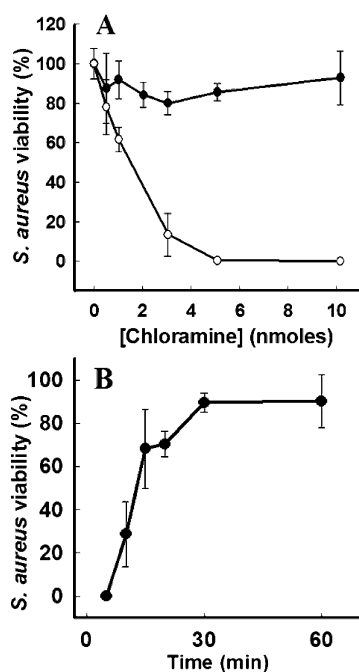 A
120
100
80
60
40
20
0
S. aureus viability (%)
0 2 4 6 8 10
[Chloramine] (nmoles)
B
100
80
60
40
20
0
S. aureus viability (%)
0 30 60
Time (min)